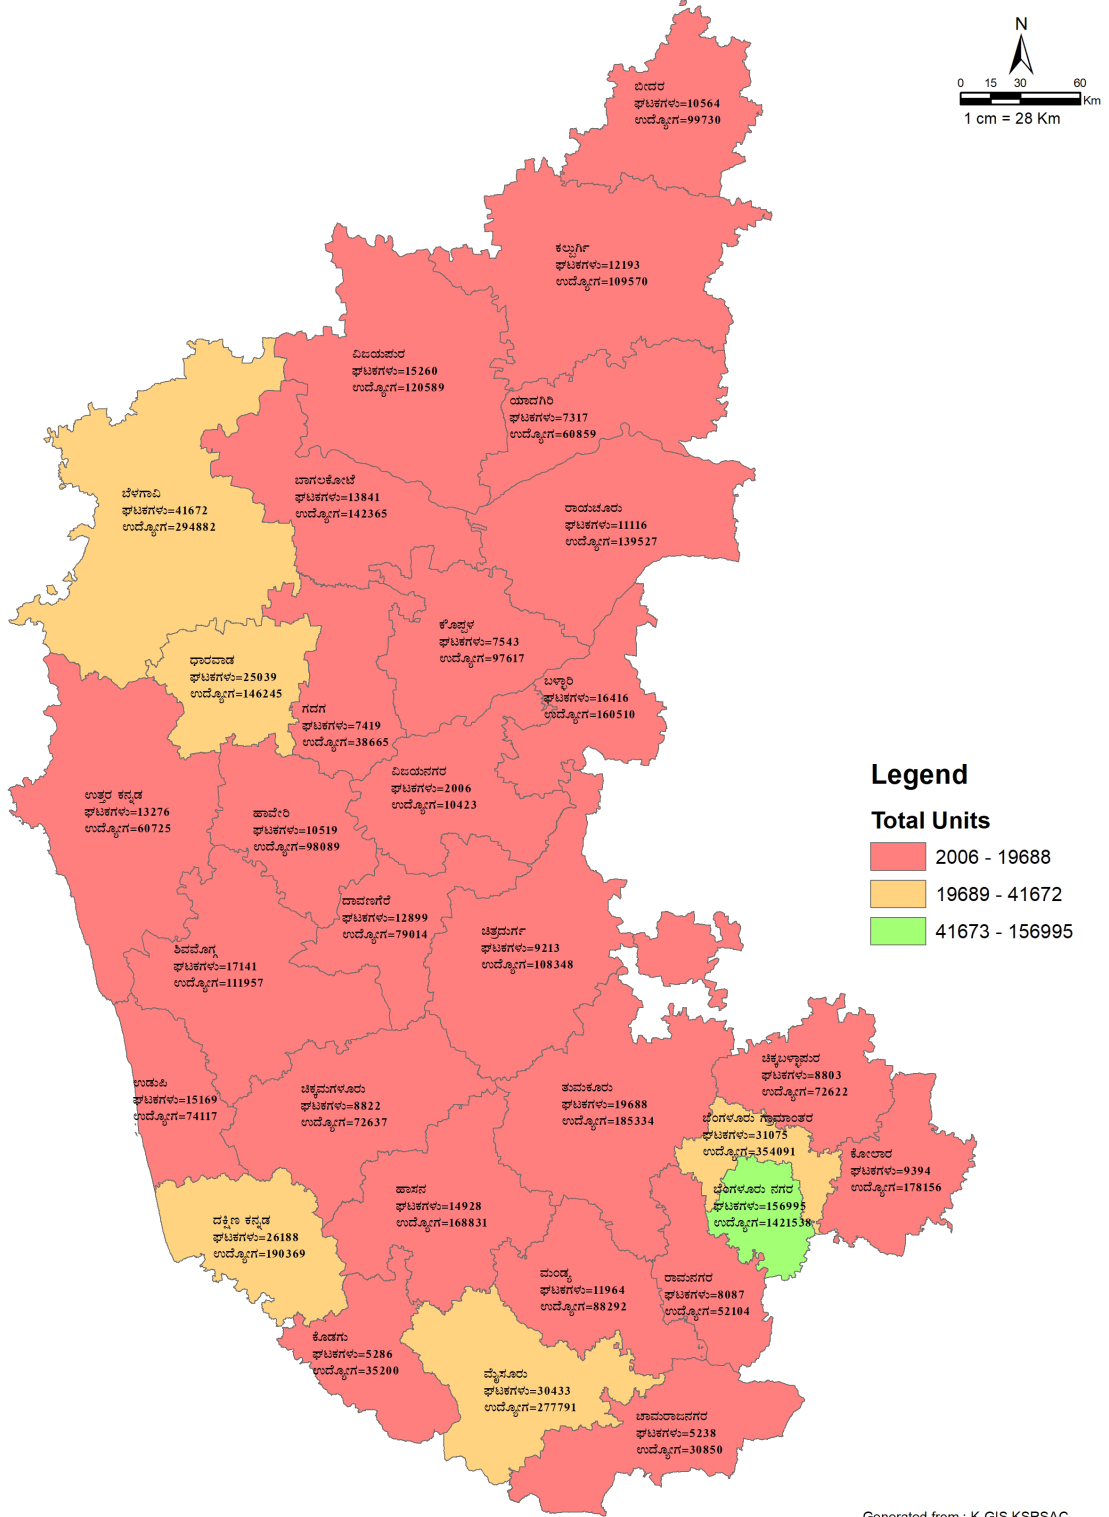 N
0 15 30 60
Km
1 cm = 28 Km
ಬೀದರ
ಘಟಕಗಳು=10564
ಉದ್ಯೋಗ=99730
ಕಲ್ಬುರ್ಗಿ
ಘಟಕಗಳು=12193
ಉದ್ಯೋಗ=109570
ವಿಜಯಪುರ
ಘಟಕಗಳು=15260
ಉದ್ಯೋಗ=120589
ಯಾದಗಿರಿ
ಘಟಕಗಳು=7317
ಉದ್ಯೋಗ=60859
ಬಾಗಲಕೋಟೆ
ಘಟಕಗಳು=13841
ಉದ್ಯೋಗ=142365
ಬೆಳಗಾವಿ
ಘಟಕಗಳು=41672
ಉದ್ಯೋಗ=294882
ರಾಯಚೂರು
ಘಟಕಗಳು=11116
ಉದ್ಯೋಗ=139527
ಕೊಪ್ಪಳ
ಘಟಕಗಳು=7543
ಉದ್ಯೋಗ=97617
ಧಾರವಾಡ
ಘಟಕಗಳು=25039
ಉದ್ಯೋಗ=146245
ಬಳ್ಳಾರಿ
ಘಟಕಗಳು=16416
ಉದ್ಯೋಗ=160510
ಗದಗ
ಘಟಕಗಳು=7419
ಉದ್ಯೋಗ=38665
ವಿಜಯನಗರ
ಘಟಕಗಳು=2006
ಉದ್ಯೋಗ=10423
ಉತ್ತರ ಕನ್ನಡ
ಘಟಕಗಳು=13276
ಉದ್ಯೋಗ=60725
ಹಾವೇರಿ
ಘಟಕಗಳು=10519
ಉದ್ಯೋಗ=98089
Legend
Total Units
2006 - 19688
19689 - 41672
41673 - 156995
ದಾವಣಗೆರೆ
ಘಟಕಗಳು=12899
ಉದ್ಯೋಗ=79014
ಚಿತ್ರದುರ್ಗ
ಘಟಕಗಳು=9213
ಉದ್ಯೋಗ=108348
ಶಿವಮೊಗ್ಗ
ಘಟಕಗಳು=17141
ಉದ್ಯೋಗ=111957
ಚಿಕ್ಕಬಳ್ಳಾಪುರ
ಘಟಕಗಳು=8803
ಉದ್ಯೋಗ=72622
ಉಡುಪಿ
ಘಟಕಗಳು=15169
ಉದ್ಯೋಗ=74117
ಚಿಕ್ಕಮಗಳೂರು
ಘಟಕಗಳು=8822
ಉದ್ಯೋಗ=72637
ತುಮಕೂರು
ಘಟಕಗಳು=19688
ಉದ್ಯೋಗ=185334
ಬೆಂಗಳೂರು ಗ್ರಾಮಾಂತರ
ಘಟಕಗಳು=31075
ಉದ್ಯೋಗ=354091
ಕೋಲಾರ
ಘಟಕಗಳು=9394
ಉದ್ಯೋಗ=178156
ಹಾಸನ
ಘಟಕಗಳು=14928
ಉದ್ಯೋಗ=168831
ಬೆಂಗಳೂರು ನಗರ
ಘಟಕಗಳು=156995
ಉದ್ಯೋಗ=1421538
ದಕ್ಷಿಣ ಕನ್ನಡ
ಘಟಕಗಳು=26188
ಉದ್ಯೋಗ=190369
ಮಂಡ್ಯ
ಘಟಕಗಳು=11964
ಉದ್ಯೋಗ=88292
ರಾಮನಗರ
ಘಟಕಗಳು=8087
ಉದ್ಯೋಗ=52104
ಕೊಡಗು
ಘಟಕಗಳು=5286
ಉದ್ಯೋಗ=35200
ಮೈಸೂರು
ಘಟಕಗಳು=30433
ಉದ್ಯೋಗ=277791
ಚಾಮರಾಜನಗರ
ಘಟಕಗಳು=5238
ಉದ್ಯೋಗ=30850
Generated from : K-GIS KSRSAC